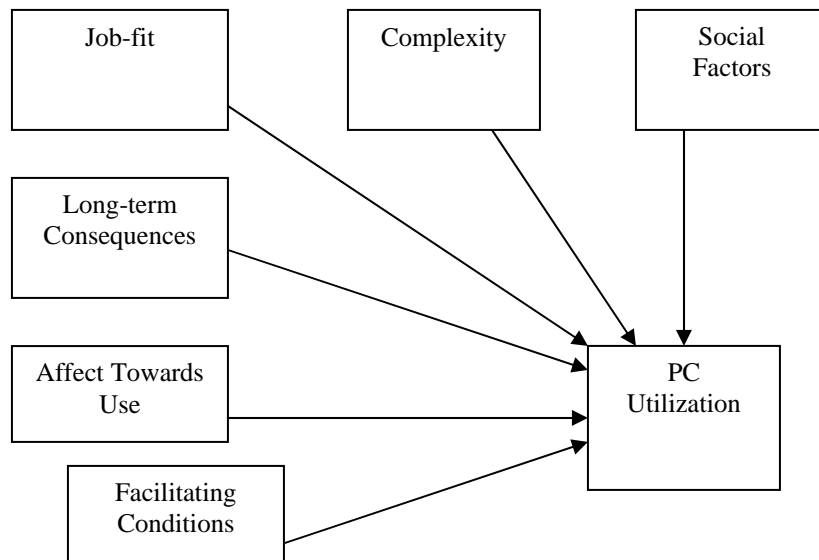 Job-fit
Complexity
Social
Factors
Long-term
Consequences
Affect Towards
Use
PC
Utilization
Facilitating
Conditions